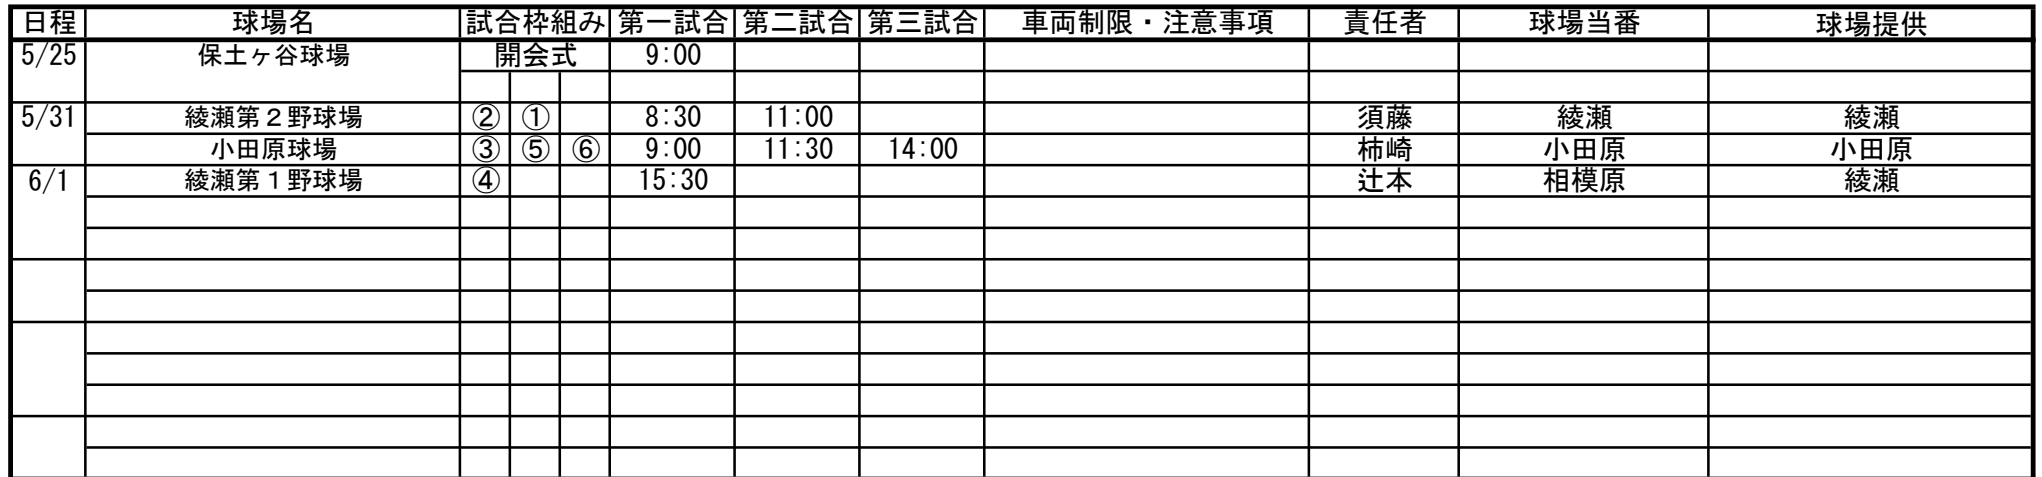 日程 球場名 試合枠組み 第一試合 第二試合 第三試合 車両制限・注意事項 責任者 球場当番 球場提供
5/25 保土ヶ谷球場 開会式 9:00
5/31 綾瀬第２野球場 ② ① 8:30 11:00 須藤 綾瀬 綾瀬
小田原球場 ③ ⑤ ⑥ 9:00 11:30 14:00 柿崎 小田原 小田原
6/1 綾瀬第１野球場 ④ 15:30 辻本 相模原 綾瀬